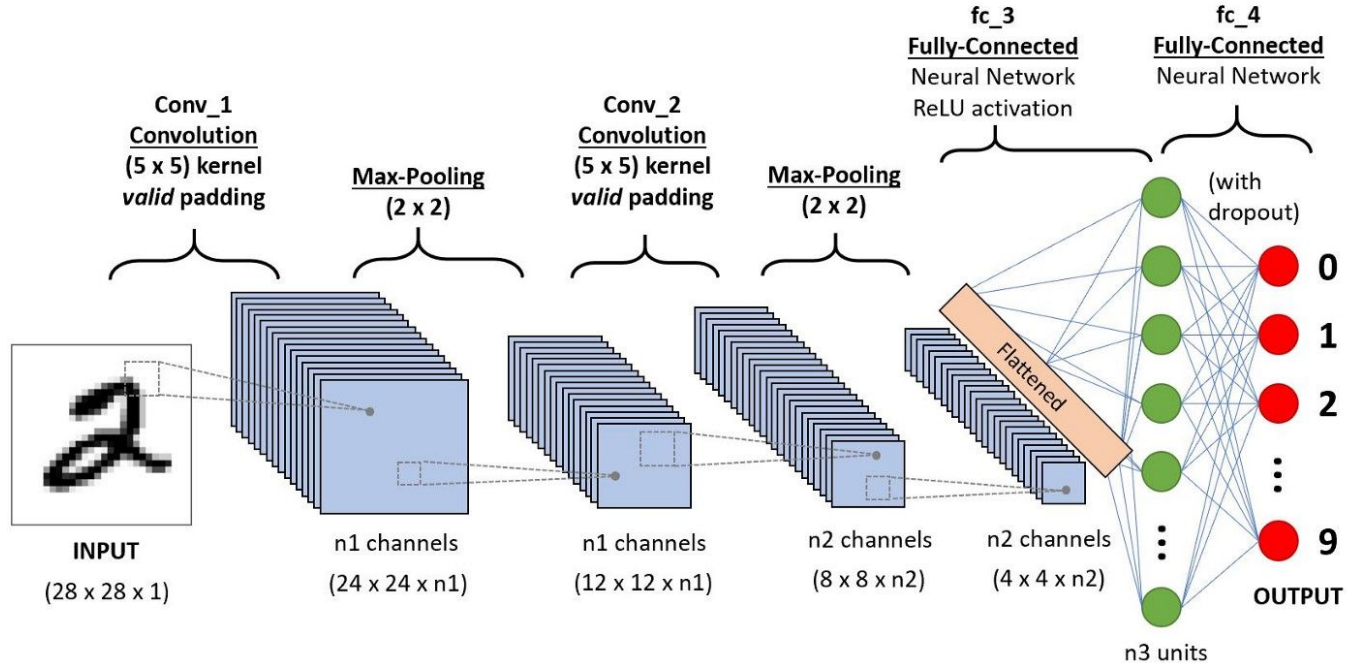 fc_3
Fully-Connected
Neural Network
ReLU activation
fc_4
Fully-Connected
Neural Network
Conv_1
Convolution
(5 x 5) kernel
valid padding
Max-Pooling
(2 x 2)
Conv_2
Convolution
(5 x 5) kernel
valid padding
Max-Pooling
(2 x 2)
(with
dropout)
Flattened
0
1
2
9
INPUT
(28 x 28 x 1)
n1 channels
(24 x 24 x n1)
n1 channels
(12 x 12 x n1)
n2 channels
(8 x 8 x n2)
n2 channels
(4 x 4 x n2)
n3 units
OUTPUT